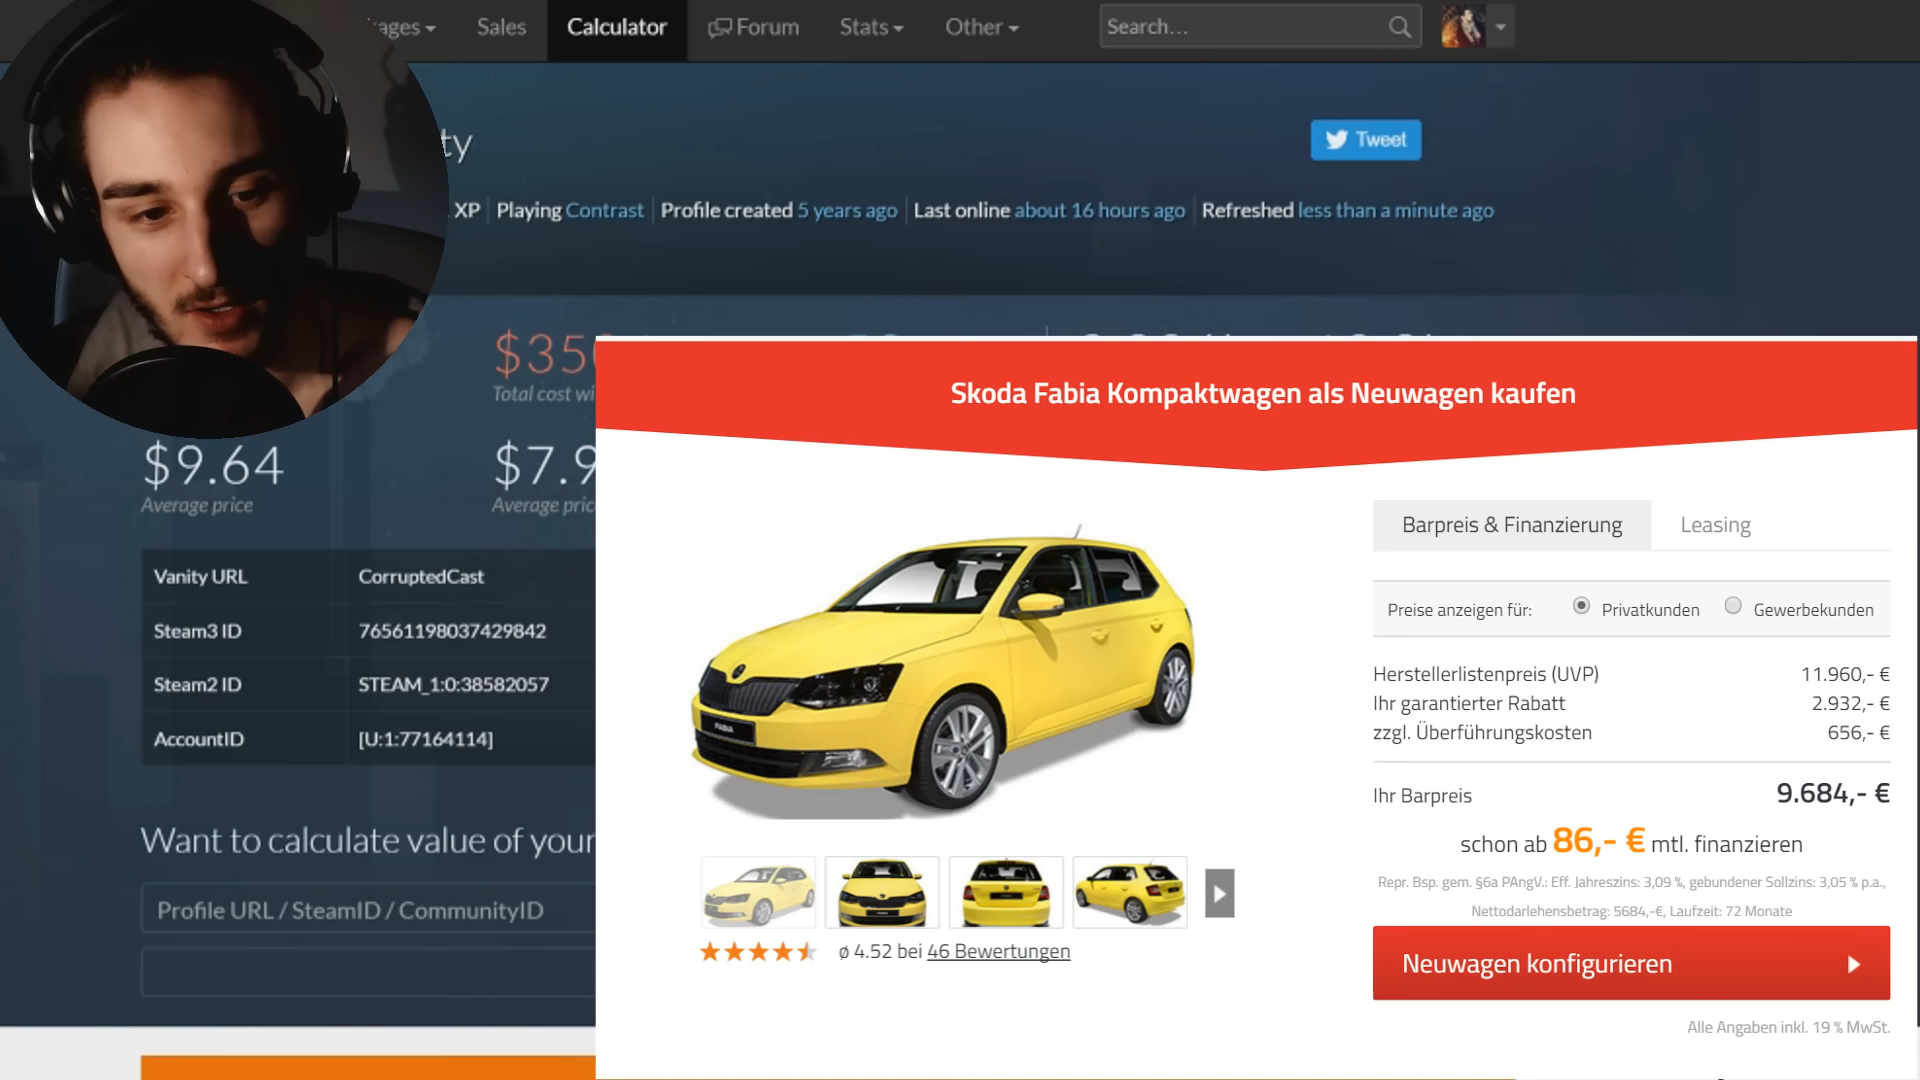 Sales
Calculator
Forum
Stats
Other
Search...
Tweet
XP
Playing Contrast
Profile created 5 years ago
Last online about 16 hours ago
Refreshed less than a minute ago
Total cost
$9.64
Average price
$7.9
Average
Vanity URL CorruptedCast
Steam3 ID 76561198037429842
Steam2 ID STEAM_1:0:38582057
AccountID [U:1:77164114]
Want to calculate value of your
Profile URL / SteamID / CommunityID
Skoda Fabia Kompaktwagen als Neuwagen kaufen
FABIA
ø 4.52 bei 46 Bewertungen
Barpreis & Finanzierung
Leasing
Preise anzeigen für: Privatkunden Gewerbekunden
Herstellerlistenpreis (UVP) 11.960,- €
Ihr garantierter Rabatt 2.932,- €
zzgl. Überführungskosten 656,- €
Ihr Barpreis 9.684,- €
schon ab 86,- € mtl. finanzieren
Repr. Bsp. gem. §6a PAngV.: Eff. Jahreszins: 3,09 %, gebundener Sollzins: 3,05 % p.a.,
Nettodarlehensbetrag: 5684,-€, Laufzeit: 72 Monate
Neuwagen konfigurieren
Alle Angaben inkl. 19 % MwSt.